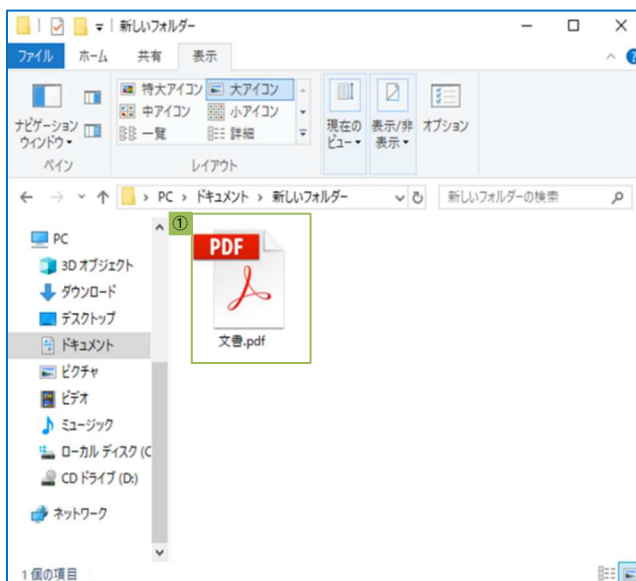 新しいフォルダー
ファイル ホーム 共有 表示
特大アイコン 大アイコン
中アイコン 小アイコン
一覧 詳細
ナビゲーション
ウィンドウ
現在の
ビュー
表示/非
表示
オプション
ペイン レイアウト
PC › ドキュメント › 新しいフォルダー
新しいフォルダーの検索
PC
3D オブジェクト
ダウンロード
デスクトップ
ドキュメント
ピクチャ
ビデオ
ミュージック
ローカル ディスク (C
CD ドライブ (D:)
ネットワーク
①
PDF
文書.pdf
1 個の項目